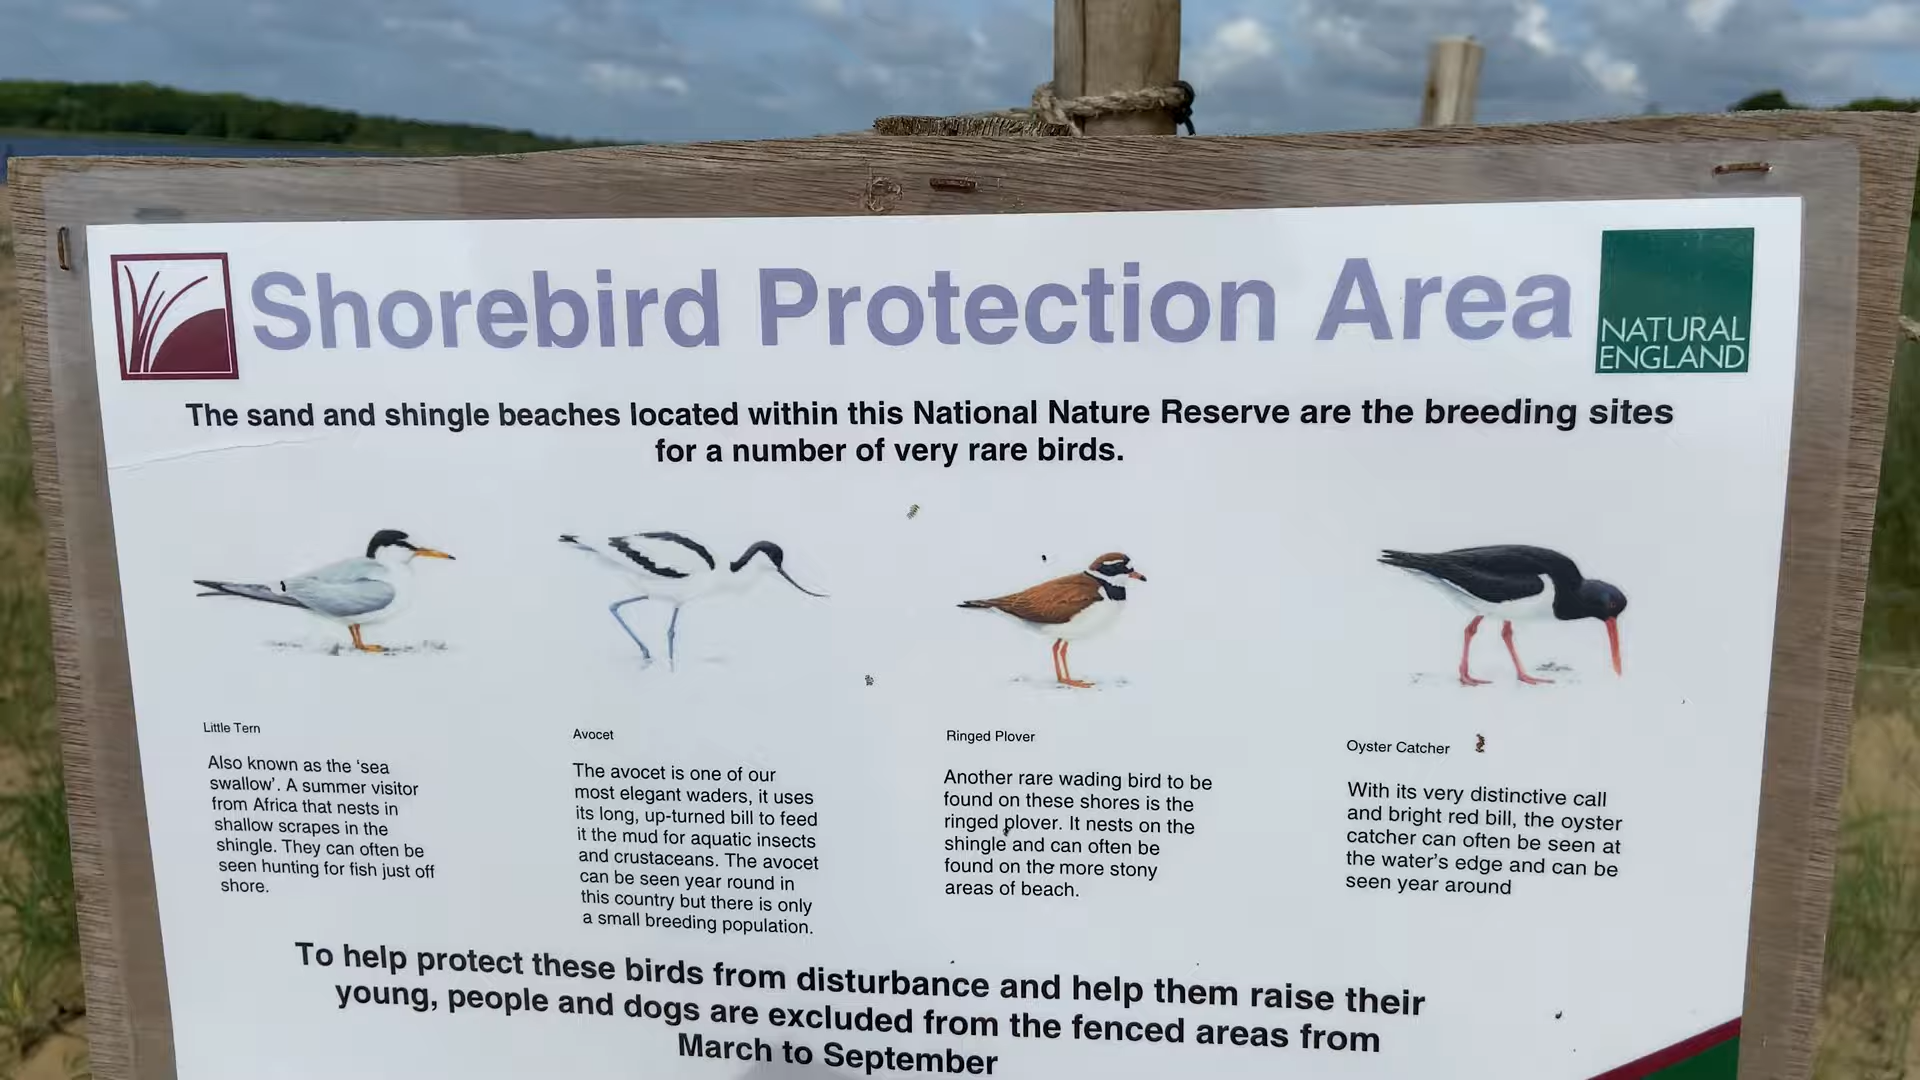 Shorebird Protection Area
NATURAL
ENGLAND
The sand and shingle beaches located within this National Nature Reserve are the breeding sites
for a number of very rare birds.
Little Tern
Also known as the ‘sea
swallow’. A summer visitor
from Africa that nests in
shallow scrapes in the
shingle. They can often be
seen hunting for fish just off
shore.
Avocet
The avocet is one of our
most elegant waders, it uses
its long, up-turned bill to feed
it the mud for aquatic insects
and crustaceans. The avocet
can be seen year round in
this country but there is only
a small breeding population.
Ringed Plover
Another rare wading bird to be
found on these shores is the
ringed plover. It nests on the
shingle and can often be
found on the more stony
areas of beach.
Oyster Catcher
With its very distinctive call
and bright red bill, the oyster
catcher can often be seen at
the water’s edge and can be
seen year around
To help protect these birds from disturbance and help them raise their
young, people and dogs are excluded from the fenced areas from
March to September